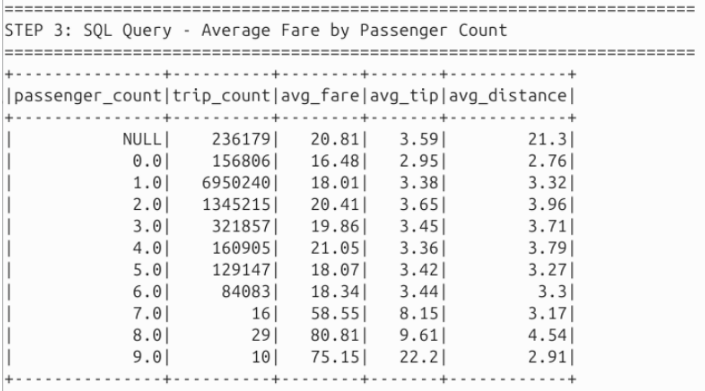 ======================================================================
STEP 3: SQL Query - Average Fare by Passenger Count
======================================================================
+---------------+----------+--------+-------+------------+
|passenger_count|trip_count|avg_fare|avg_tip|avg_distance|
+---------------+----------+--------+-------+------------+
|           NULL|    236179|   20.81|   3.59|        21.3|
|            0.0|    156806|   16.48|   2.95|        2.76|
|            1.0|   6950240|   18.01|   3.38|        3.32|
|            2.0|   1345215|   20.41|   3.65|        3.96|
|            3.0|    321857|   19.86|   3.45|        3.71|
|            4.0|    160905|   21.05|   3.36|        3.79|
|            5.0|    129147|   18.07|   3.42|        3.27|
|            6.0|     84083|   18.34|   3.44|         3.3|
|            7.0|        16|   58.55|   8.15|        3.17|
|            8.0|        29|   80.81|   9.61|        4.54|
|            9.0|        10|   75.15|   22.2|        2.91|
+---------------+----------+--------+-------+------------+